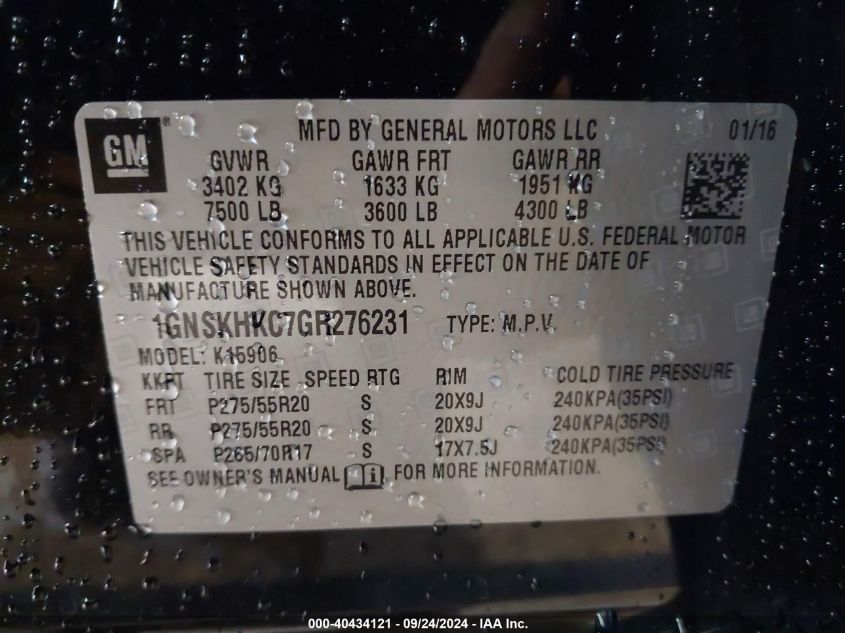 GM ® MFD BY GENERAL MOTORS LLC 01/16
GVWR GAWR FRT GAWR RR
3402 KG 1633 KG 1951 KG
7500 LB 3600 LB 4300 LB
THIS VEHICLE CONFORMS TO ALL APPLICABLE U.S. FEDERAL MOTOR
VEHICLE SAFETY STANDARDS IN EFFECT ON THE DATE OF
MANUFACTURE SHOWN ABOVE.
1GNSKHKC7GR276231 TYPE: M.P.V.
MODEL: K15906
KKPT TIRE SIZE SPEED RTG RIM COLD TIRE PRESSURE
FRT P275/55R20 S 20X9J 240KPA(35PSI)
RR P275/55R20 S 20X9J 240KPA(35PSI)
SPA P265/70R17 S 17X7.5J 240KPA(35PSI)
SEE OWNER'S MANUAL FOR MORE INFORMATION.
000-40434121 - 09/24/2024 - IAA Inc.